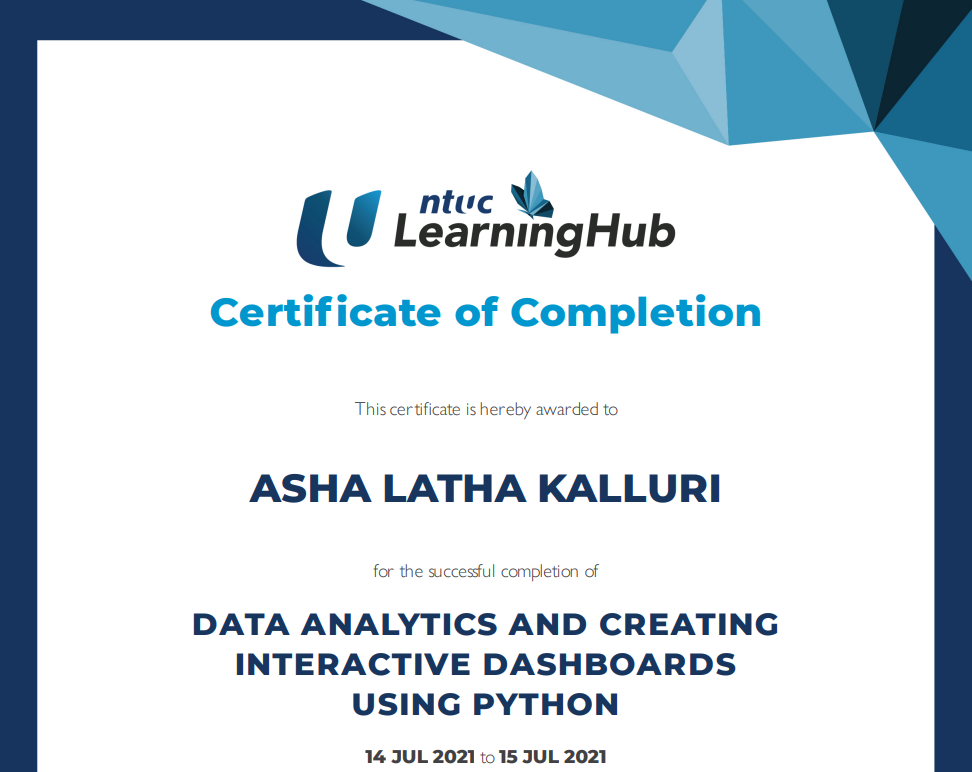 ntuc
LearningHub
Certificate of Completion
This certificate is hereby awarded to
ASHA LATHA KALLURI
for the successful completion of
DATA ANALYTICS AND CREATING
INTERACTIVE DASHBOARDS
USING PYTHON
14 JUL 2021 to 15 JUL 2021